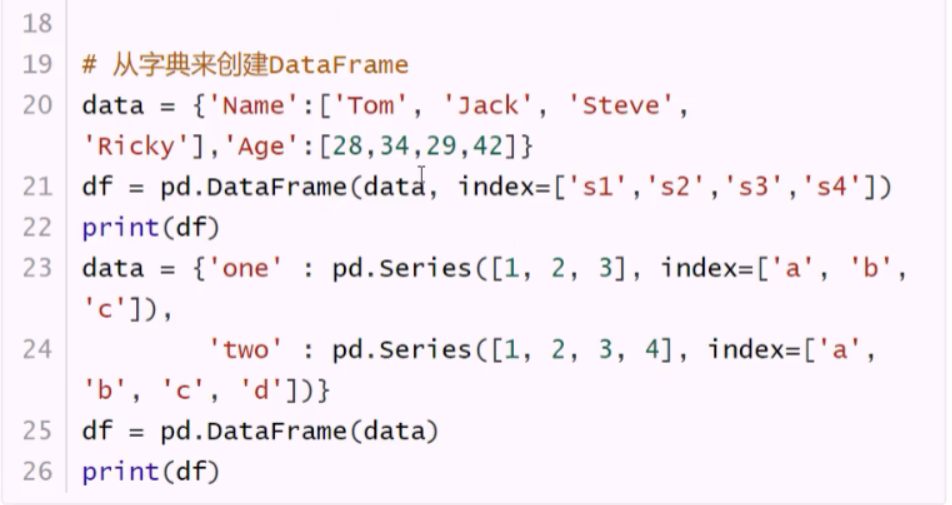 18
19 # 从字典来创建DataFrame
20 data = {'Name':['Tom', 'Jack', 'Steve',
'Ricky'],'Age':[28,34,29,42]}
21 df = pd.DataFrame(data, index=['s1','s2','s3','s4'])
22 print(df)
23 data = {'one' : pd.Series([1, 2, 3], index=['a', 'b',
'c']),
24         'two' : pd.Series([1, 2, 3, 4], index=['a',
'b', 'c', 'd'])}
25 df = pd.DataFrame(data)
26 print(df)